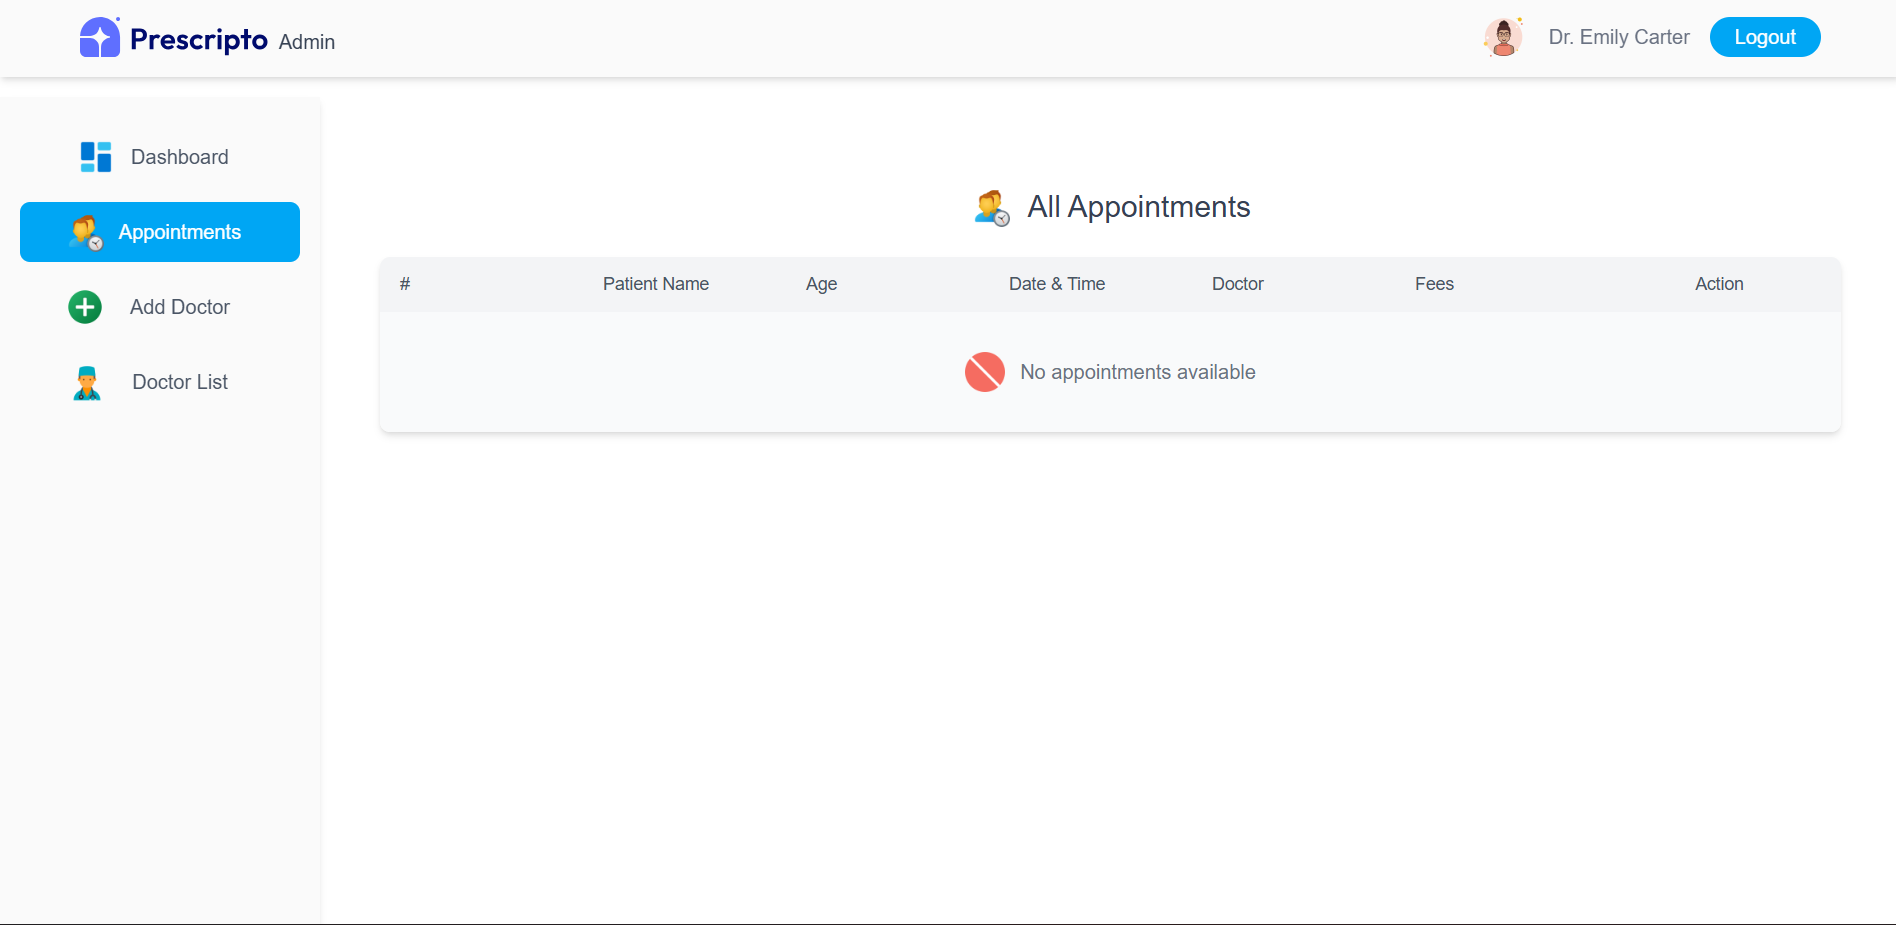 Prescripto Admin
Dr. Emily Carter
Logout
Dashboard
Appointments
Add Doctor
Doctor List
All Appointments
# Patient Name Age Date & Time Doctor Fees Action
No appointments available